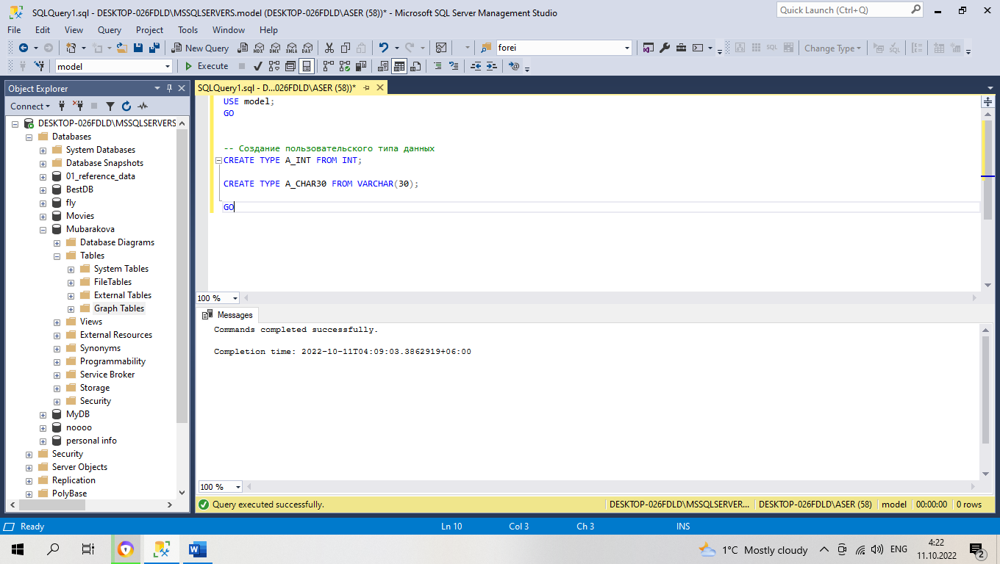 SQLQuery1.sql - DESKTOP-026FDLD\MSSQLSERVERS.model (DESKTOP-026FDLD\ASER (58))* - Microsoft SQL Server Management Studio
Quick Launch (Ctrl+Q)
File Edit View Query Project Tools Window Help
New Query MDX DMX XMLA DAX forei SQL Change Type SQL
model Execute
Object Explorer
SQLQuery1.sql - D...026FDLD\ASER (58))*
Connect
DESKTOP-026FDLD\MSSQLSERVERS
Databases
System Databases
Database Snapshots
01_reference_data
BestDB
fly
Movies
Mubarakova
Database Diagrams
Tables
System Tables
FileTables
External Tables
Graph Tables
Views
External Resources
Synonyms
Programmability
Service Broker
Storage
Security
MyDB
noooo
personal info
Security
Server Objects
Replication
PolyBase
USE model;
GO
-- Создание пользовательского типа данных
CREATE TYPE A_INT FROM INT;
CREATE TYPE A_CHAR30 FROM VARCHAR(30);
GO
100 %
Messages
Commands completed successfully.
Completion time: 2022-10-11T04:09:03.3862919+06:00
100 %
Query executed successfully. DESKTOP-026FDLD\MSSQLSERVER... DESKTOP-026FDLD\ASER (58) model 00:00:00 0 rows
Ready Ln 10 Col 3 Ch 3 INS
1°C Mostly cloudy ENG 4:22
11.10.2022
2